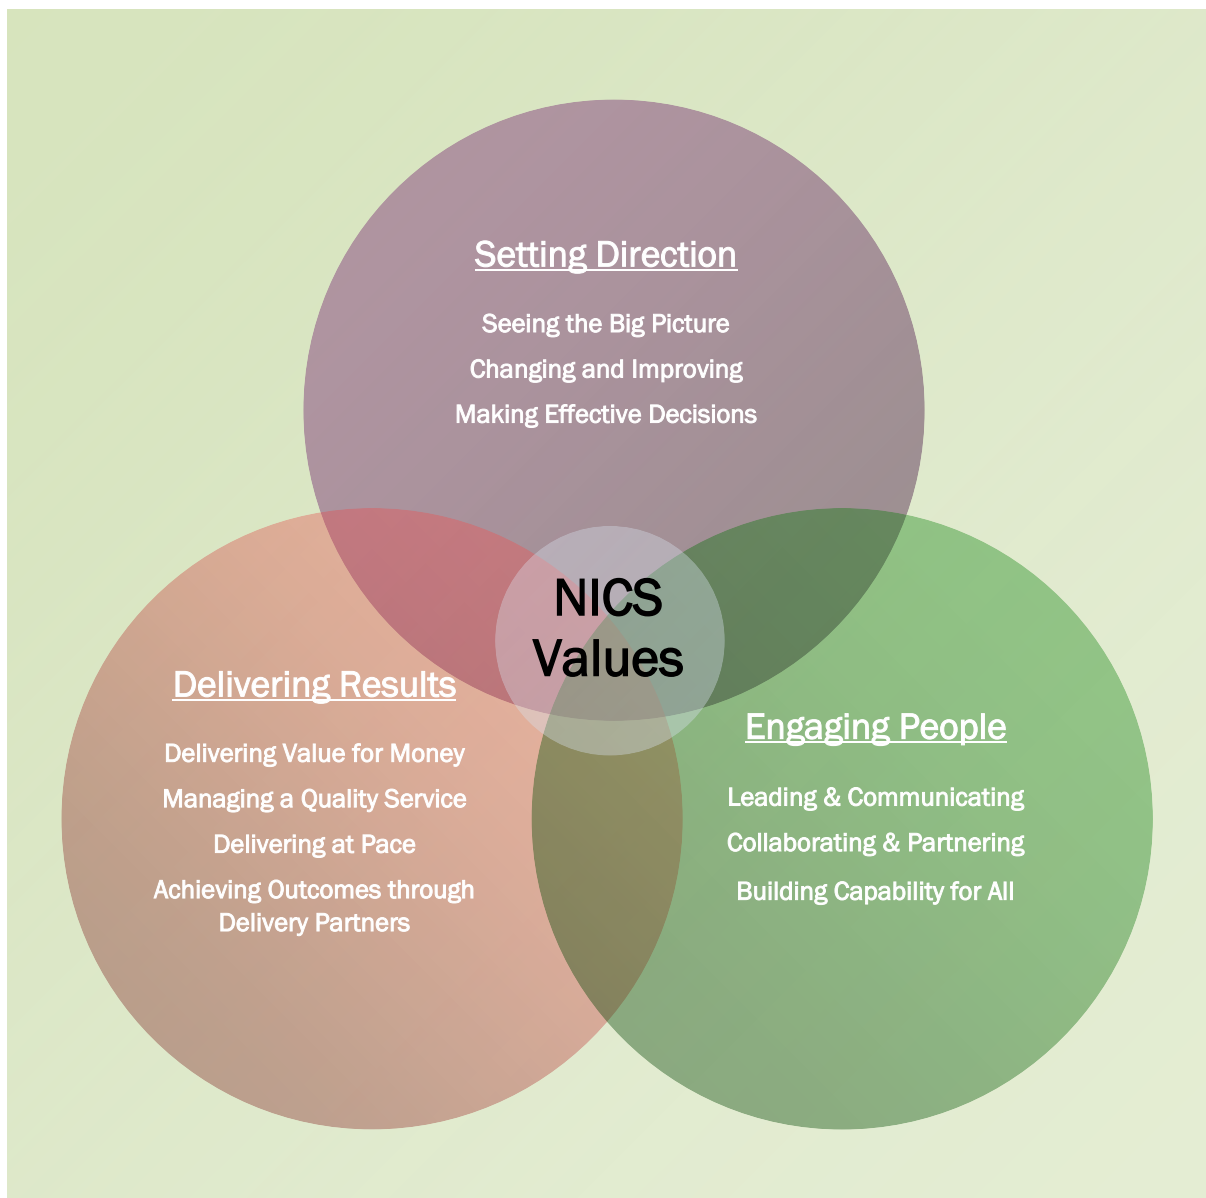 Setting Direction
Seeing the Big Picture
Changing and Improving
Making Effective Decisions
NICS
Values
Delivering Results
Delivering Value for Money
Managing a Quality Service
Delivering at Pace
Achieving Outcomes through
Delivery Partners
Engaging People
Leading & Communicating
Collaborating & Partnering
Building Capability for All